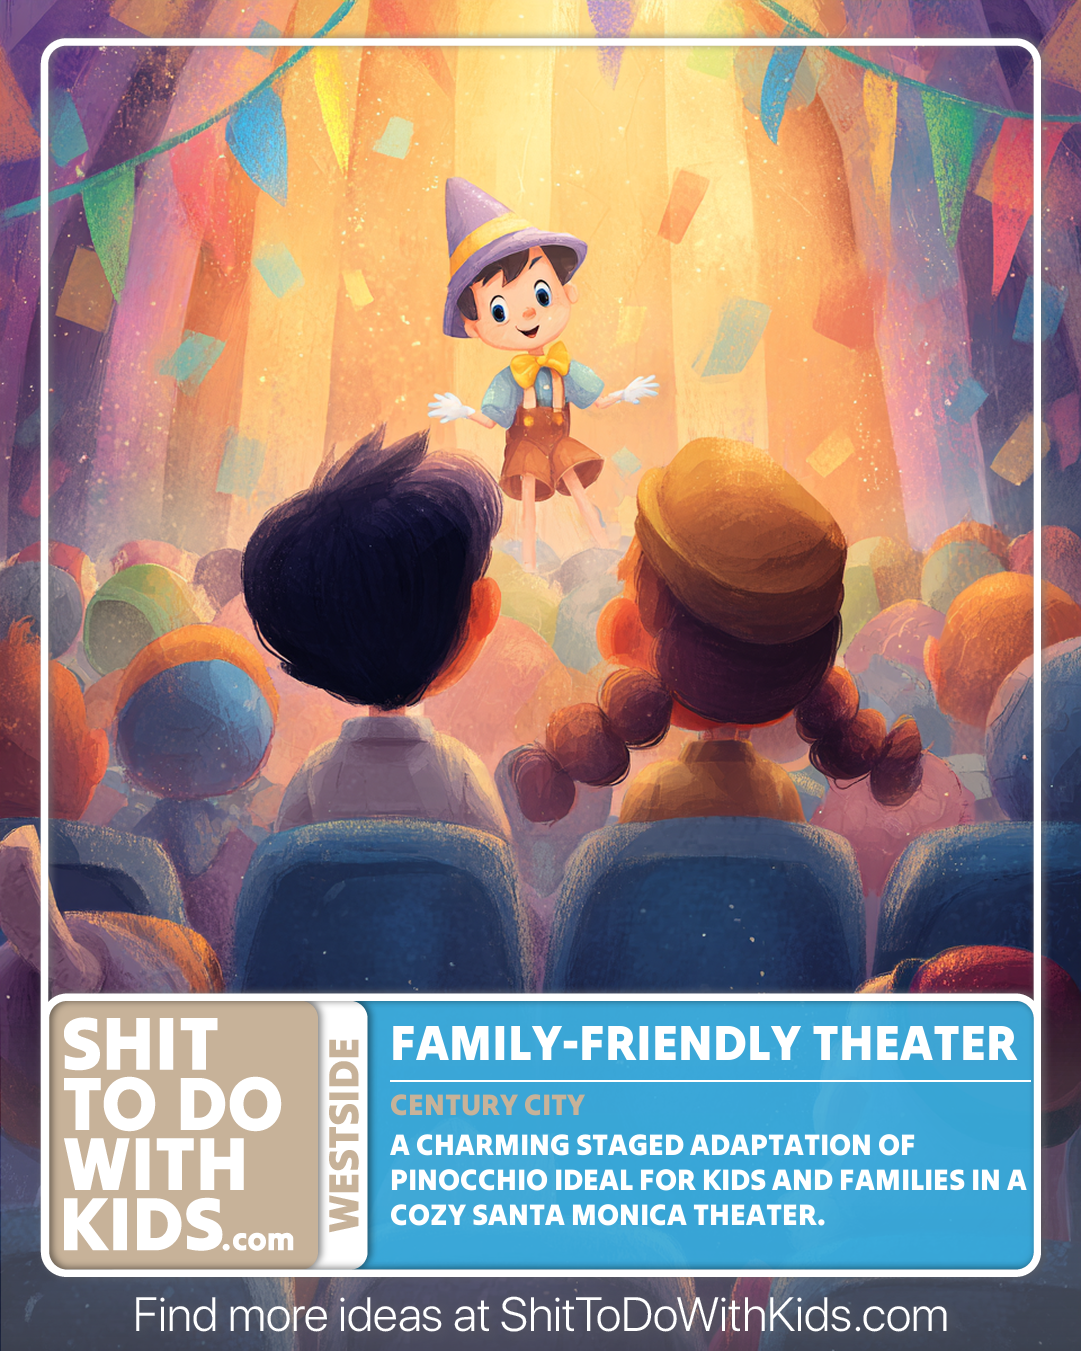 SHIT
TO DO
WITH
KIDS.com
WESTSIDE
FAMILY-FRIENDLY THEATER
CENTURY CITY
A CHARMING STAGED ADAPTATION OF
PINOCCHIO IDEAL FOR KIDS AND FAMILIES IN A
COZY SANTA MONICA THEATER.
Find more ideas at ShitToDoWithKids.com